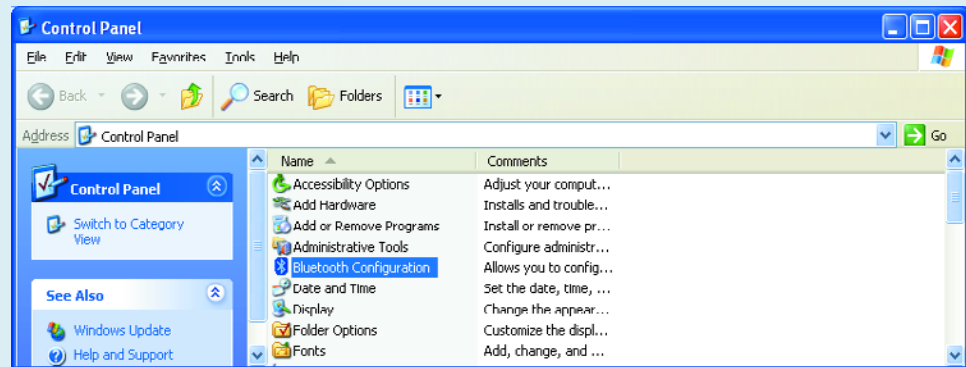 Control Panel
File Edit View Favorites Tools Help
Back Search Folders
Address Control Panel Go
Control Panel
Switch to Category
View
See Also
Windows Update
Help and Support
Name Comments
Accessibility Options Adjust your comput...
Add Hardware Installs and trouble...
Add or Remove Programs Install or remove pr...
Administrative Tools Configure administr...
Bluetooth Configuration Allows you to config...
Date and Time Set the date, time, ...
Display Change the appear...
Folder Options Customize the displ...
Fonts Add, change, and ...